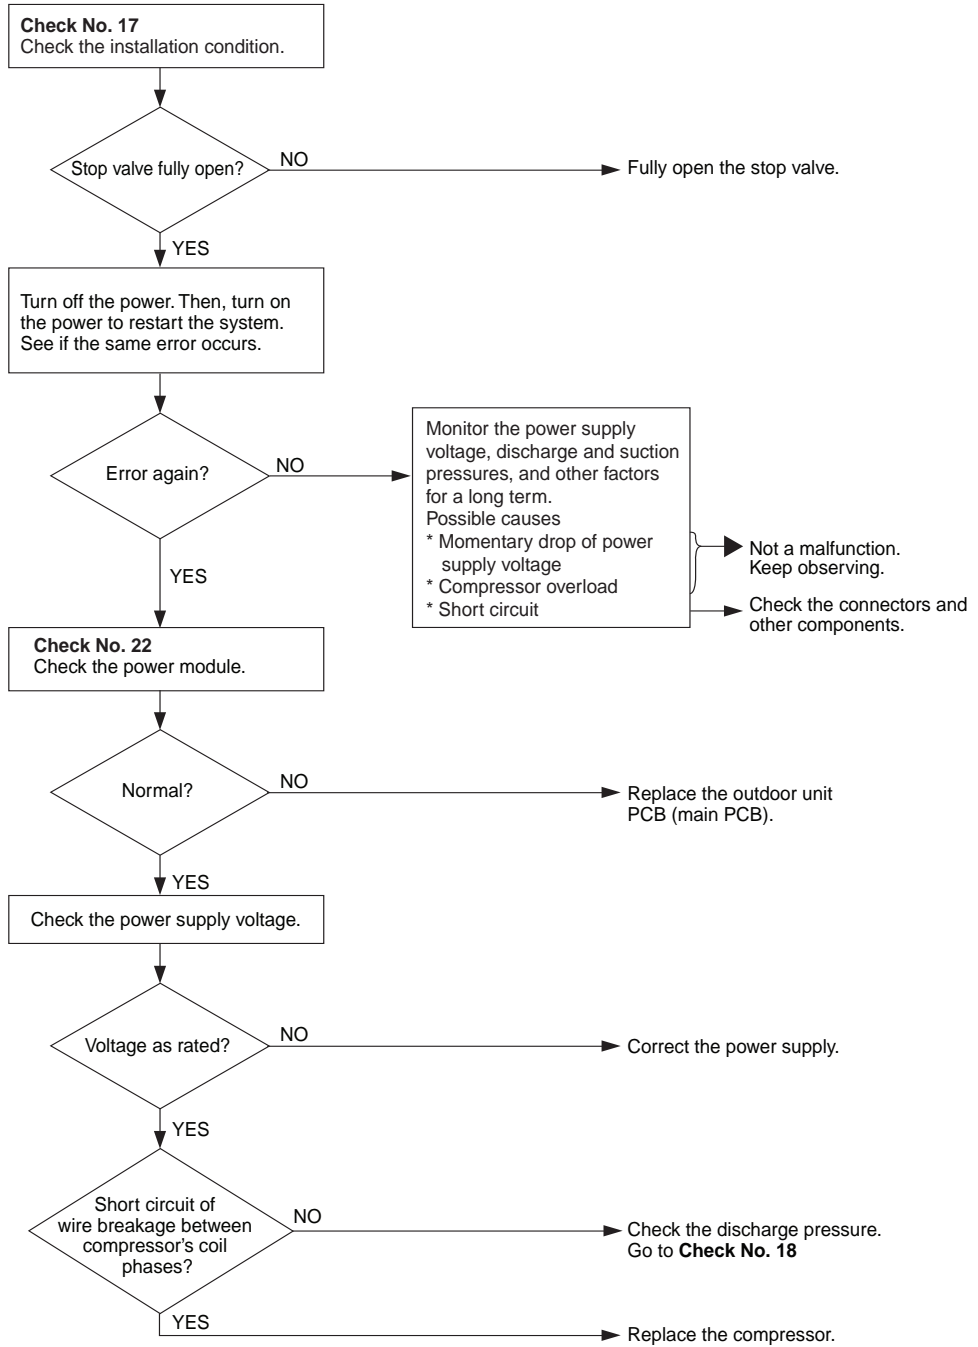 Check No. 17
Check the installation condition.
Stop valve fully open?
NO
Fully open the stop valve.
YES
Turn off the power. Then, turn on
the power to restart the system.
See if the same error occurs.
Error again?
NO
Monitor the power supply
voltage, discharge and suction
pressures, and other factors
for a long term.
Possible causes
* Momentary drop of power
supply voltage
* Compressor overload
* Short circuit
Not a malfunction.
Keep observing.
Check the connectors and
other components.
YES
Check No. 22
Check the power module.
Normal?
NO
Replace the outdoor unit
PCB (main PCB).
YES
Check the power supply voltage.
Voltage as rated?
NO
Correct the power supply.
YES
Short circuit of
wire breakage between
compressor's coil
phases?
NO
Check the discharge pressure.
Go to Check No. 18
YES
Replace the compressor.